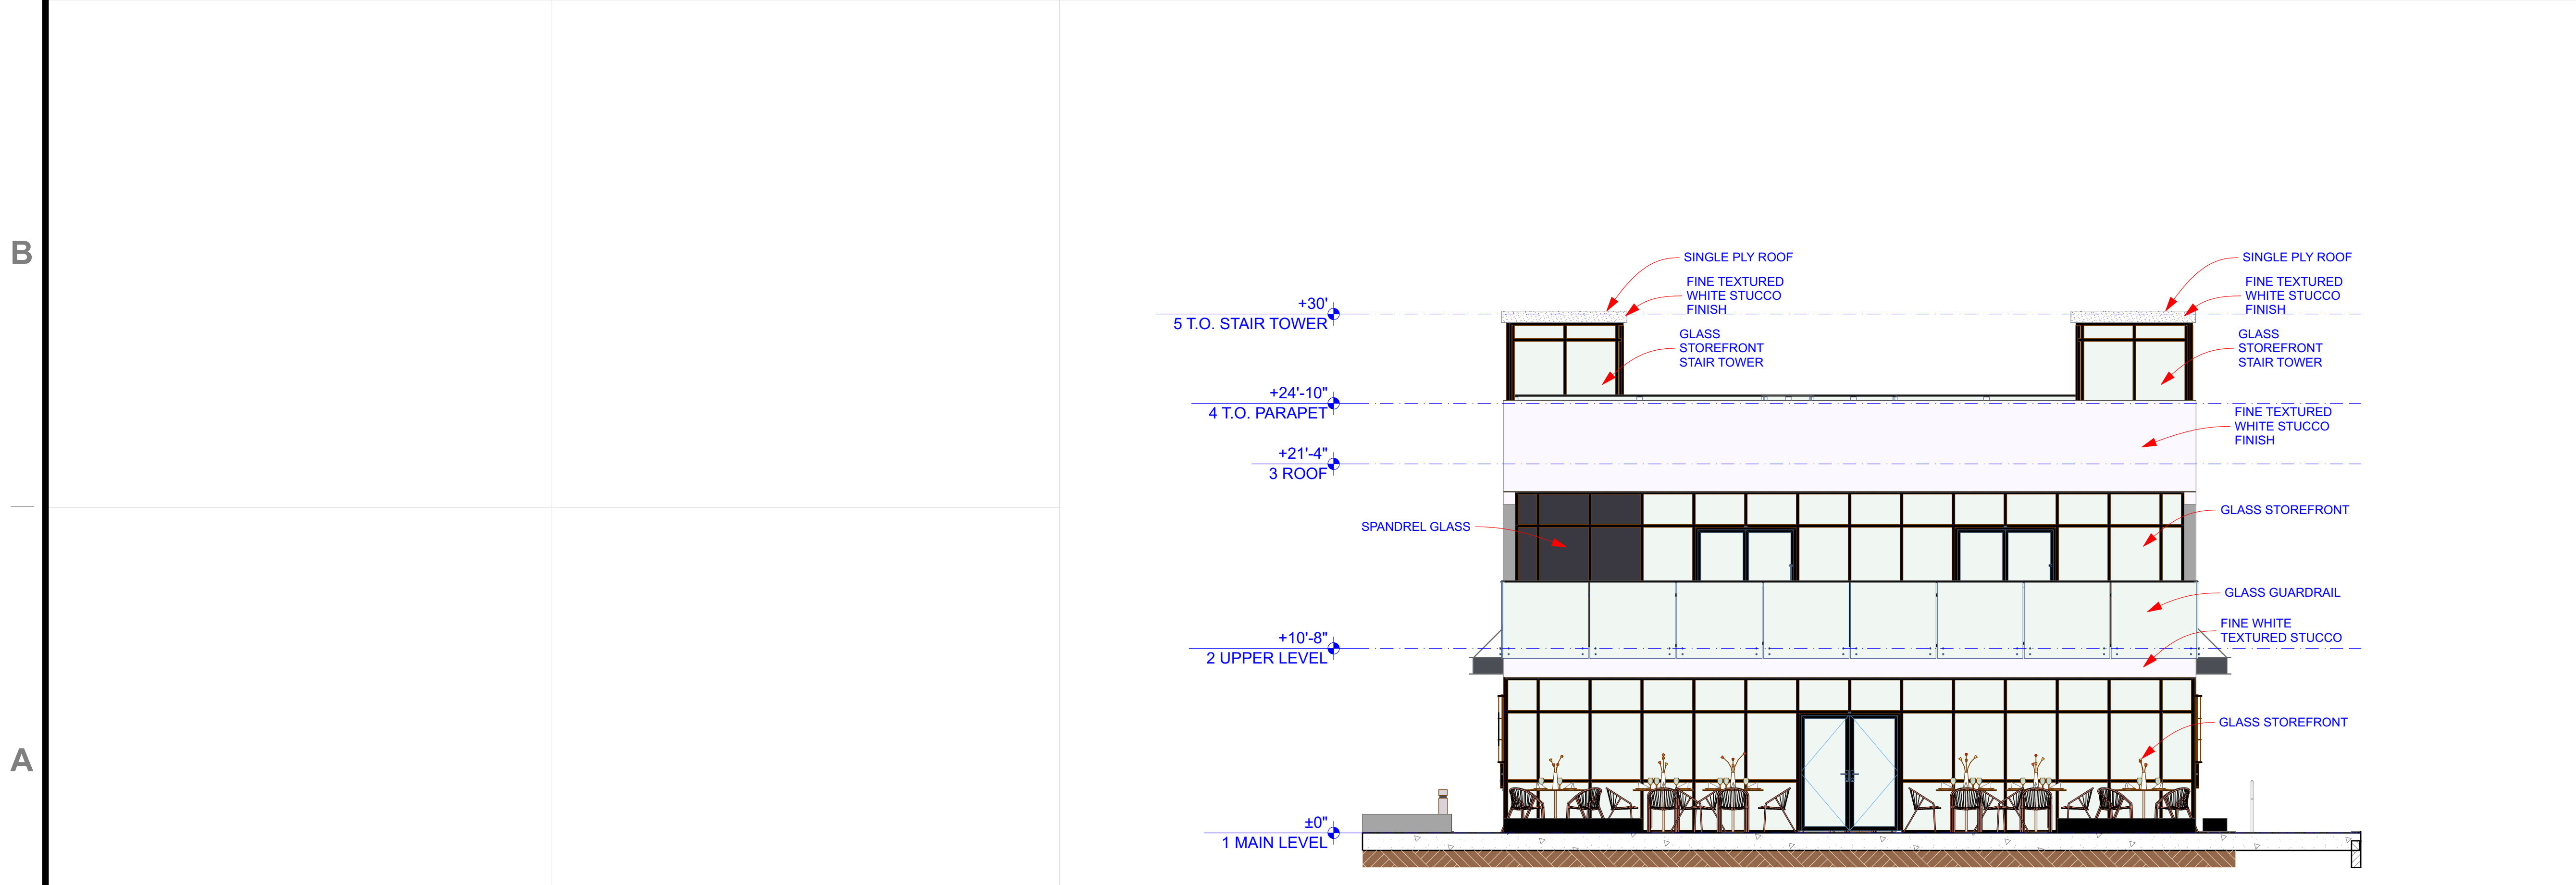 B
SINGLE PLY ROOF
SINGLE PLY ROOF
FINE TEXTURED
WHITE STUCCO
FINISH
FINE TEXTURED
WHITE STUCCO
FINISH
+30'
5 T.O. STAIR TOWER
GLASS
STOREFRONT
STAIR TOWER
GLASS
STOREFRONT
STAIR TOWER
+24'-10"
4 T.O. PARAPET
FINE TEXTURED
WHITE STUCCO
FINISH
+21'-4"
3 ROOF
SPANDREL GLASS
GLASS STOREFRONT
GLASS GUARDRAIL
FINE WHITE
TEXTURED STUCCO
+10'-8"
2 UPPER LEVEL
GLASS STOREFRONT
A
±0"
1 MAIN LEVEL